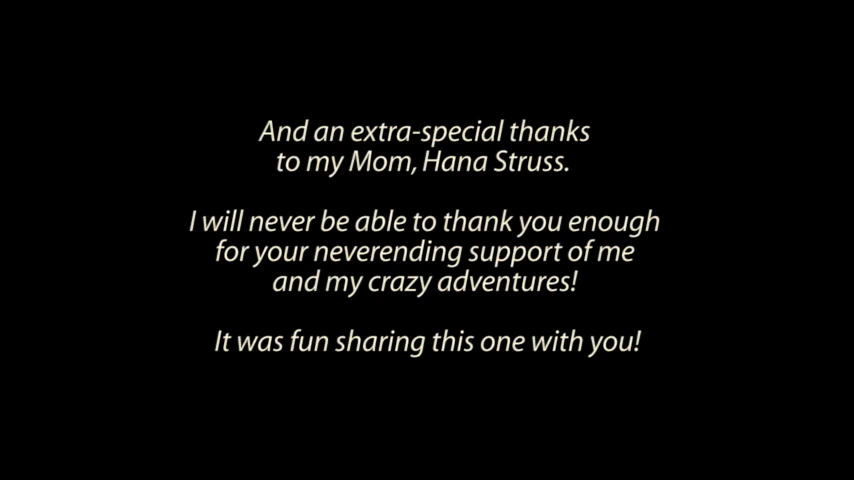 And an extra-special thanks
to my Mom, Hana Struss.
I will never be able to thank you enough
for your neverending support of me
and my crazy adventures!
It was fun sharing this one with you!